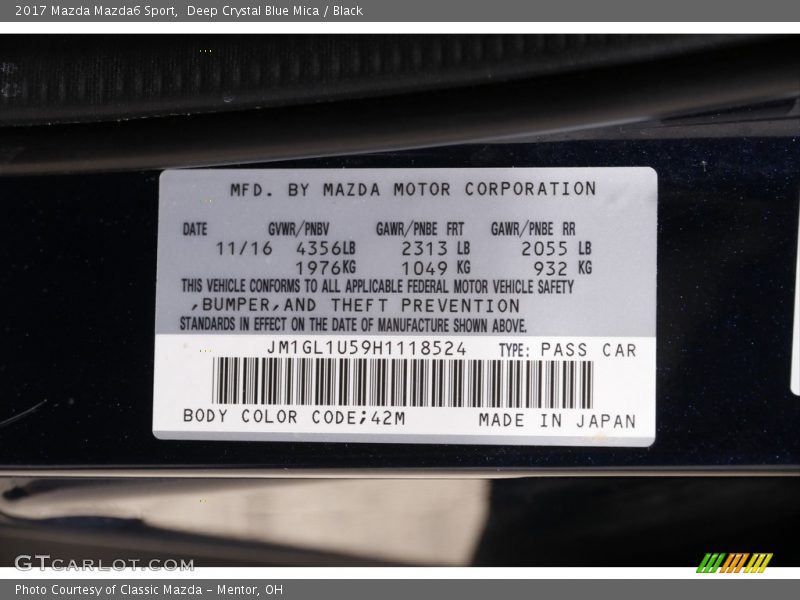 2017 Mazda Mazda6 Sport,  Deep Crystal Blue Mica / Black
MFD. BY MAZDA MOTOR CORPORATION
DATE GVWR/PNBV GAWR/PNBE FRT GAWR/PNBE RR
11/16 4356LB 2313 LB 2055 LB
1976KG 1049 KG 932 KG
THIS VEHICLE CONFORMS TO ALL APPLICABLE FEDERAL MOTOR VEHICLE SAFETY
,BUMPER,AND THEFT PREVENTION
STANDARDS IN EFFECT ON THE DATE OF MANUFACTURE SHOWN ABOVE.
JM1GL1U59H1118524 TYPE: PASS CAR
BODY COLOR CODE;42M MADE IN JAPAN
GTCARLOT.COM
Photo Courtesy of Classic Mazda - Mentor, OH